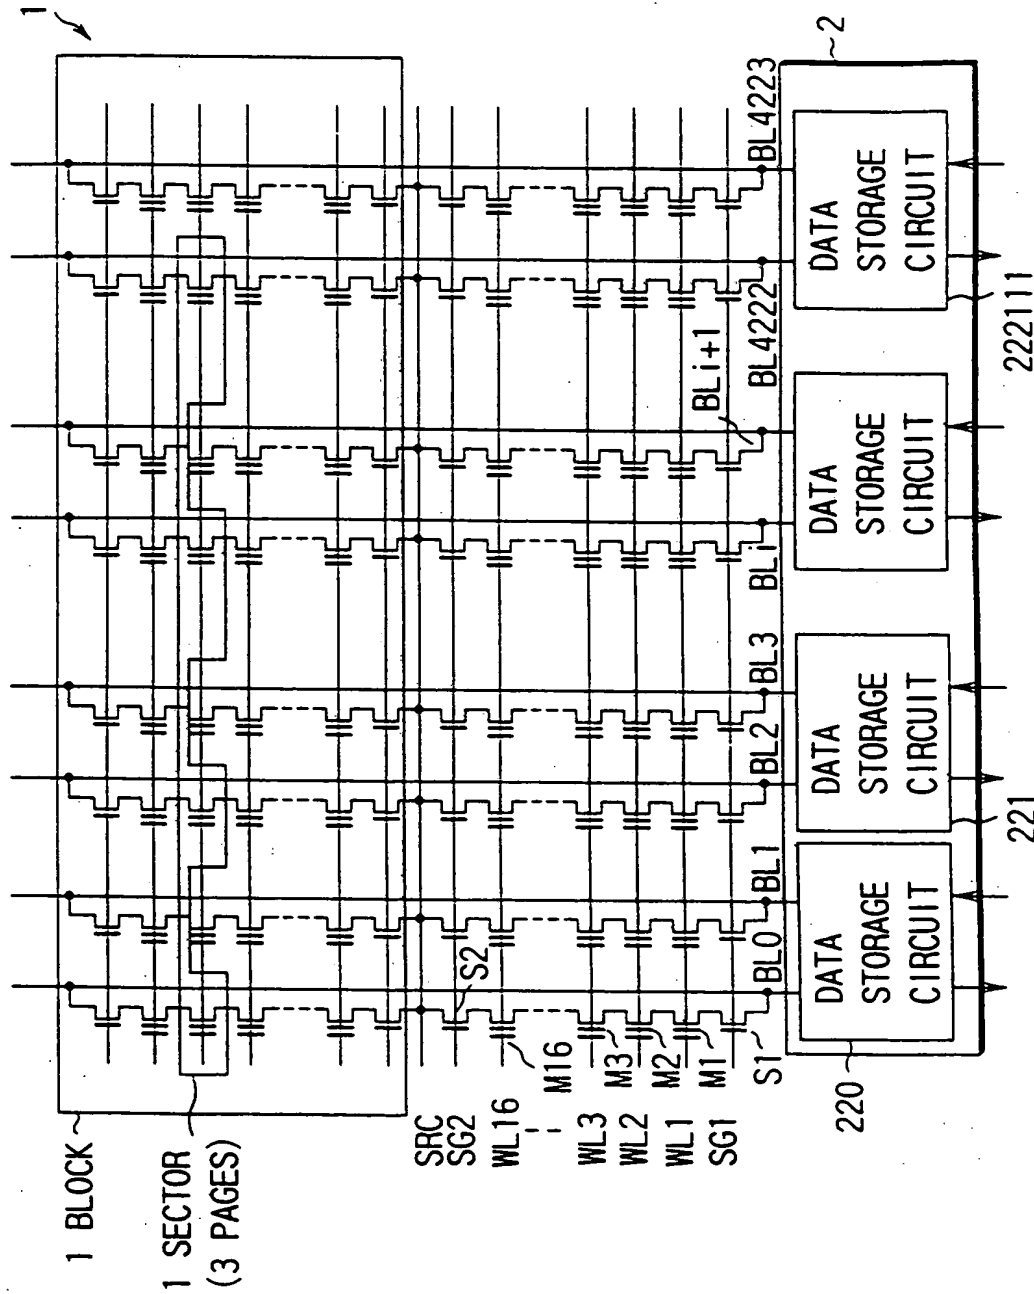 1
1 BLOCK
1 SECTOR
(3 PAGES)
SRC
SG2
WL16
WL3
WL2
WL1
SG1
S2
M16
M3
M2
M1
S1
BL0
BL1
BL2
BL3
BLi
BLi+1
BL4222
BL4223
2
DATA
STORAGE
CIRCUIT
DATA
STORAGE
CIRCUIT
DATA
STORAGE
CIRCUIT
DATA
STORAGE
CIRCUIT
220
221
222111